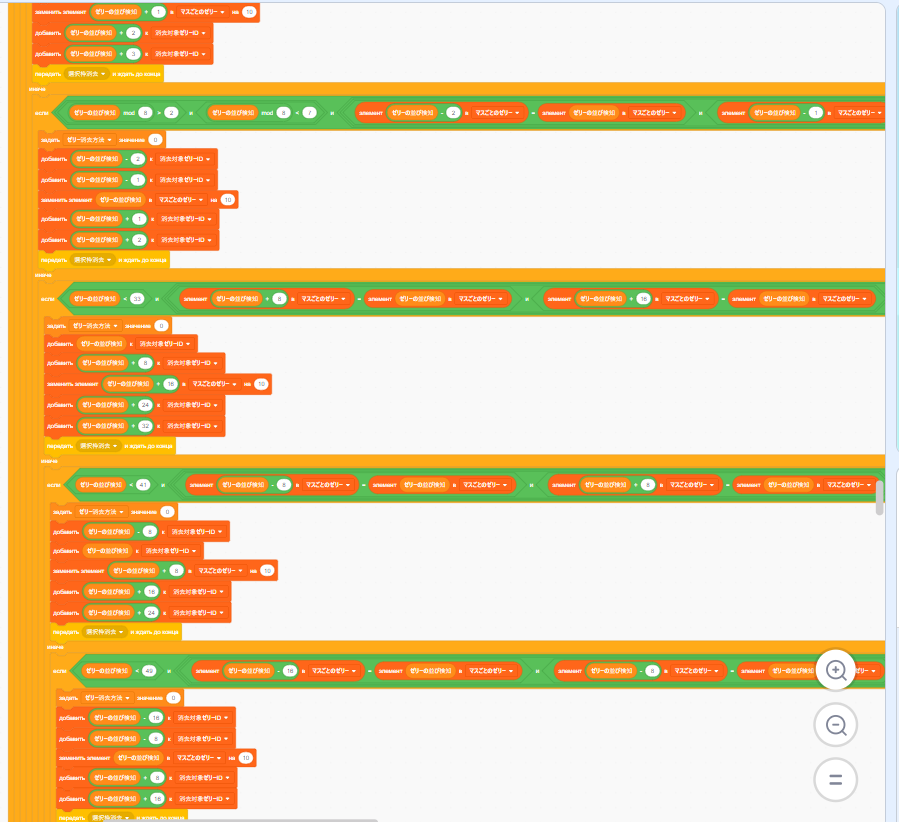 заменить элемент ゼリーの並び検知 + 1 в マスごとのゼリー на 10
добавить ゼリーの並び検知 + 2 к 消去対象ゼリーID
добавить ゼリーの並び検知 + 3 к 消去対象ゼリーID
передать 選択枠消去 и ждать до конца
иначе
если ゼリーの並び検知 mod 8 > 2 и ゼリーの並び検知 mod 8 < 7 и элемент ゼリーの並び検知 - 2 в マスごとのゼリー = элемент ゼリーの並び検知 в マスごとのゼリー и элемент ゼリーの並び検知 - 1 в マスごとのゼリー
задать ゼリー消去方法 значение 0
добавить ゼリーの並び検知 - 2 к 消去対象ゼリーID
добавить ゼリーの並び検知 - 1 к 消去対象ゼリーID
заменить элемент ゼリーの並び検知 в マスごとのゼリー на 10
добавить ゼリーの並び検知 + 1 к 消去対象ゼリーID
добавить ゼリーの並び検知 + 2 к 消去対象ゼリーID
передать 選択枠消去 и ждать до конца
иначе
если ゼリーの並び検知 < 33 и элемент ゼリーの並び検知 + 8 в マスごとのゼリー = элемент ゼリーの並び検知 в マスごとのゼリー и элемент ゼリーの並び検知 + 16 в マスごとのゼリー = элемент ゼリーの並び検知 в マスごとのゼリー
задать ゼリー消去方法 значение 0
добавить ゼリーの並び検知 к 消去対象ゼリーID
добавить ゼリーの並び検知 + 8 к 消去対象ゼリーID
заменить элемент ゼリーの並び検知 + 16 в マスごとのゼリー на 10
добавить ゼリーの並び検知 + 24 к 消去対象ゼリーID
добавить ゼリーの並び検知 + 32 к 消去対象ゼリーID
передать 選択枠消去 и ждать до конца
иначе
если ゼリーの並び検知 < 41 и элемент ゼリーの並び検知 - 8 в マスごとのゼリー = элемент ゼリーの並び検知 в マスごとのゼリー и элемент ゼリーの並び検知 + 8 в マスごとのゼリー = элемент ゼリーの並び検知 в マスごとのゼリー
задать ゼリー消去方法 значение 0
добавить ゼリーの並び検知 - 8 к 消去対象ゼリーID
добавить ゼリーの並び検知 к 消去対象ゼリーID
заменить элемент ゼリーの並び検知 + 8 в マスごとのゼリー на 10
добавить ゼリーの並び検知 + 16 к 消去対象ゼリーID
добавить ゼリーの並び検知 + 24 к 消去対象ゼリーID
передать 選択枠消去 и ждать до конца
иначе
если ゼリーの並び検知 < 49 и элемент ゼリーの並び検知 - 16 в マスごとのゼリー = элемент ゼリーの並び検知 в マスごとのゼリー и элемент ゼリーの並び検知 - 8 в マスごとのゼリー = элемент ゼリーの並び検知
задать ゼリー消去方法 значение 0
добавить ゼリーの並び検知 - 16 к 消去対象ゼリーID
добавить ゼリーの並び検知 - 8 к 消去対象ゼリーID
заменить элемент ゼリーの並び検知 в マスごとのゼリー на 10
добавить ゼリーの並び検知 + 8 к 消去対象ゼリーID
добавить ゼリーの並び検知 + 16 к 消去対象ゼリーID
передать 選択枠消去 и ждать до конца